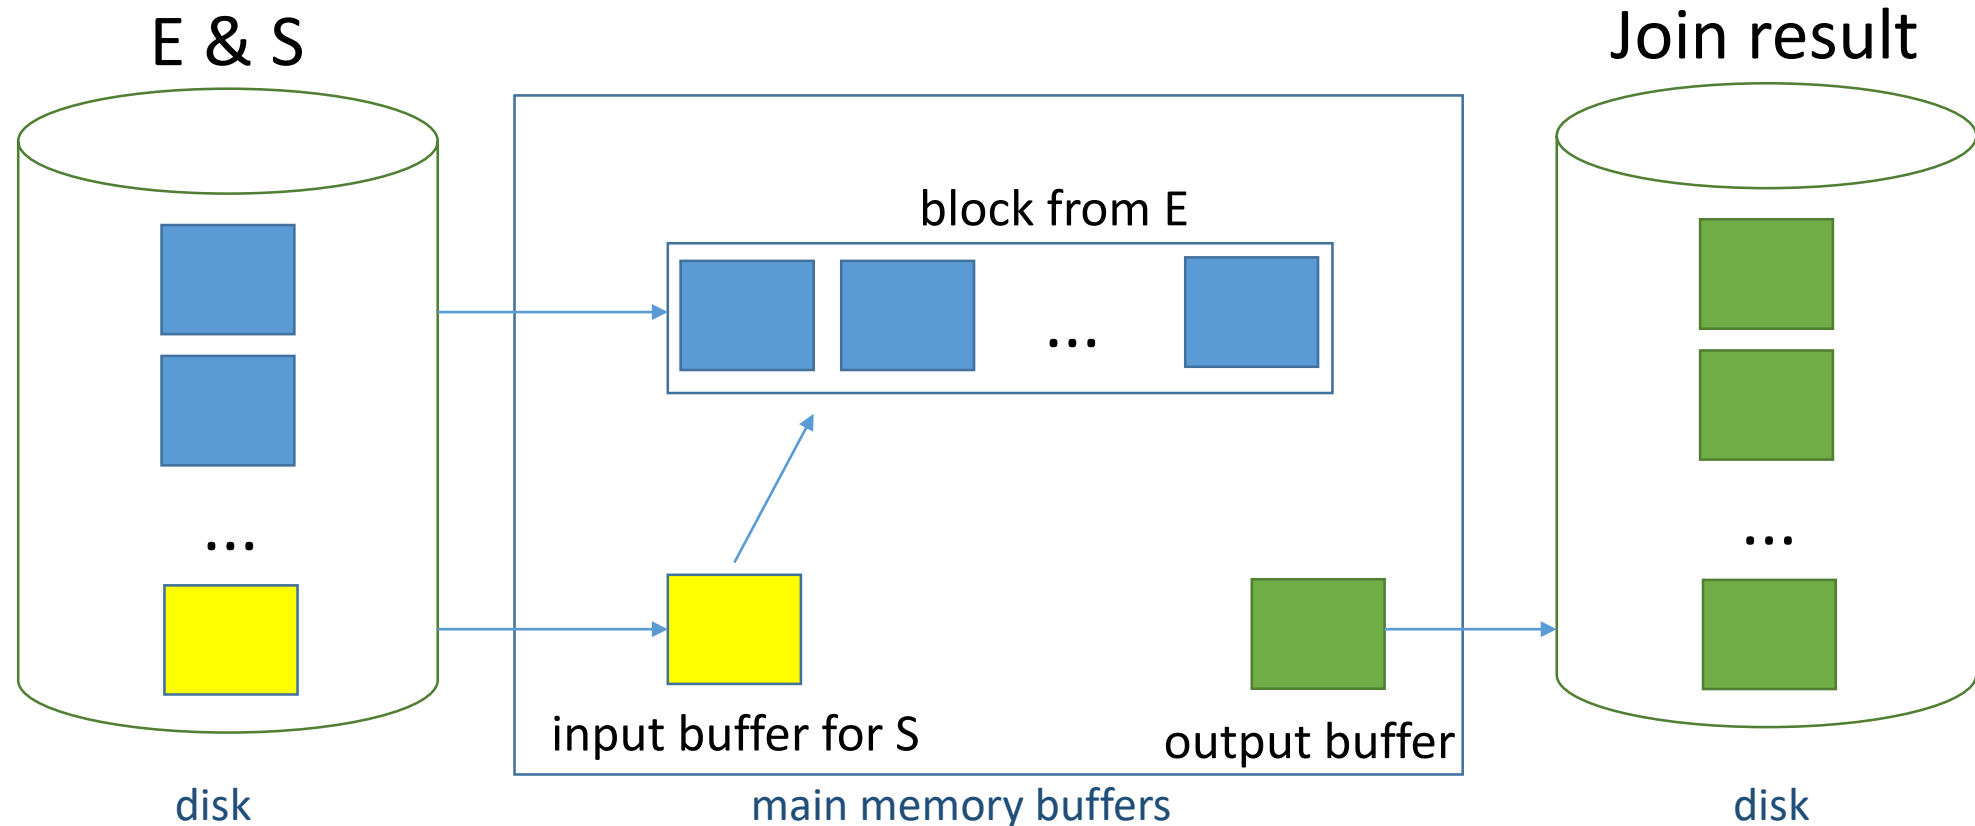 E & S
Join result
block from E
...
...
...
input buffer for S
output buffer
disk
main memory buffers
disk